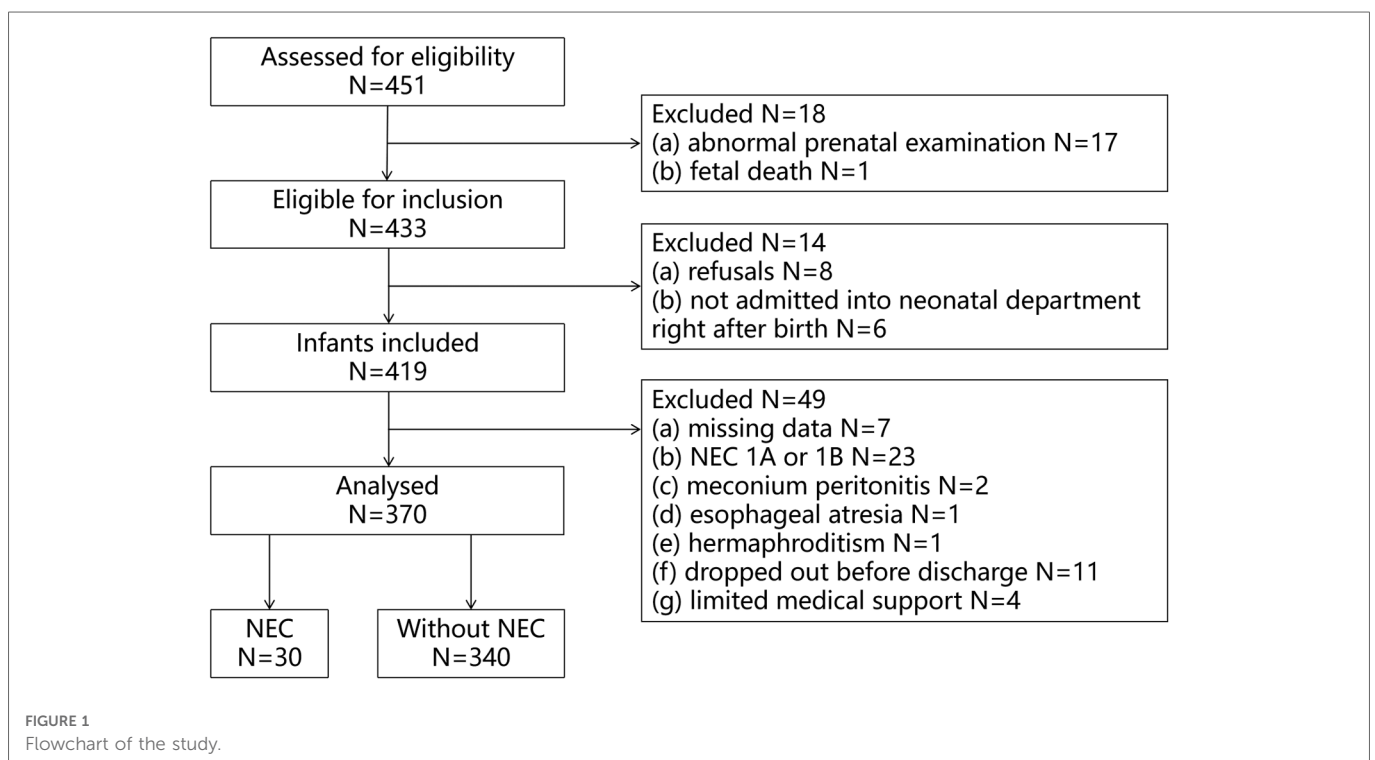 Assessed for eligibility
N=451
Excluded N=18
(a) abnormal prenatal examination N=17
(b) fetal death N=1
Eligible for inclusion
N=433
Excluded N=14
(a) refusals N=8
(b) not admitted into neonatal department
right after birth N=6
Infants included
N=419
Excluded N=49
(a) missing data N=7
(b) NEC 1A or 1B N=23
(c) meconium peritonitis N=2
(d) esophageal atresia N=1
(e) hermaphroditism N=1
(f) dropped out before discharge N=11
(g) limited medical support N=4
Analysed
N=370
NEC
N=30
Without NEC
N=340
FIGURE 1
Flowchart of the study.